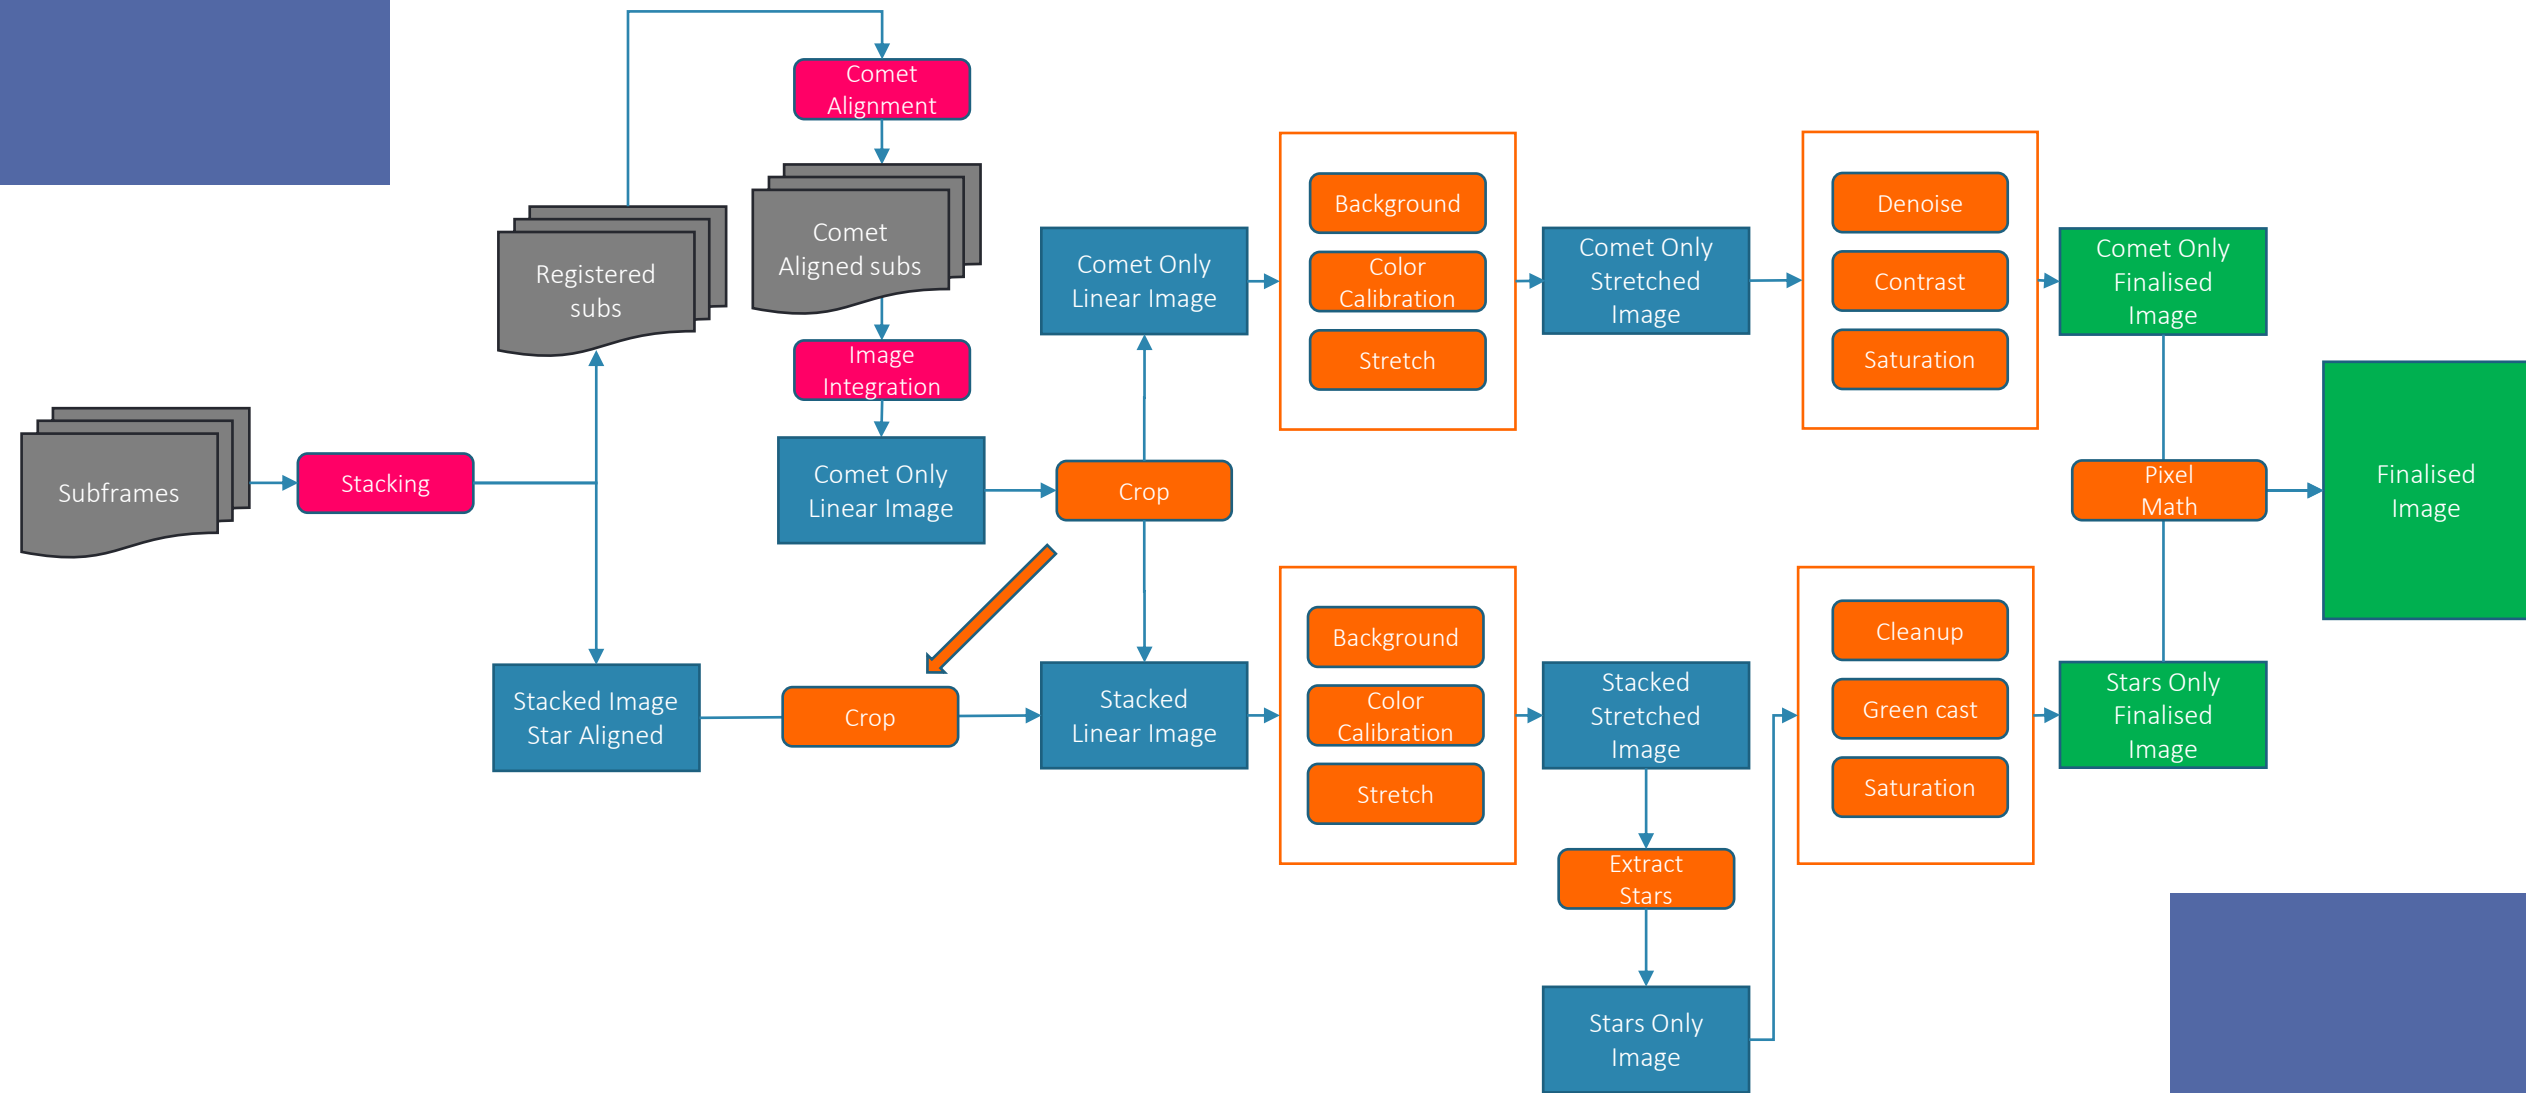 Comet
Alignment
Comet
Aligned subs
Registered
subs
Image
Integration
Subframes
Stacking
Comet Only
Linear Image
Crop
Comet Only
Linear Image
Background
Color
Calibration
Stretch
Comet Only
Stretched
Image
Denoise
Contrast
Saturation
Comet Only
Finalised
Image
Pixel
Math
Finalised
Image
Stacked Image
Star Aligned
Crop
Stacked
Linear Image
Background
Color
Calibration
Stretch
Stacked
Stretched
Image
Extract
Stars
Stars Only
Image
Cleanup
Green cast
Saturation
Stars Only
Finalised
Image